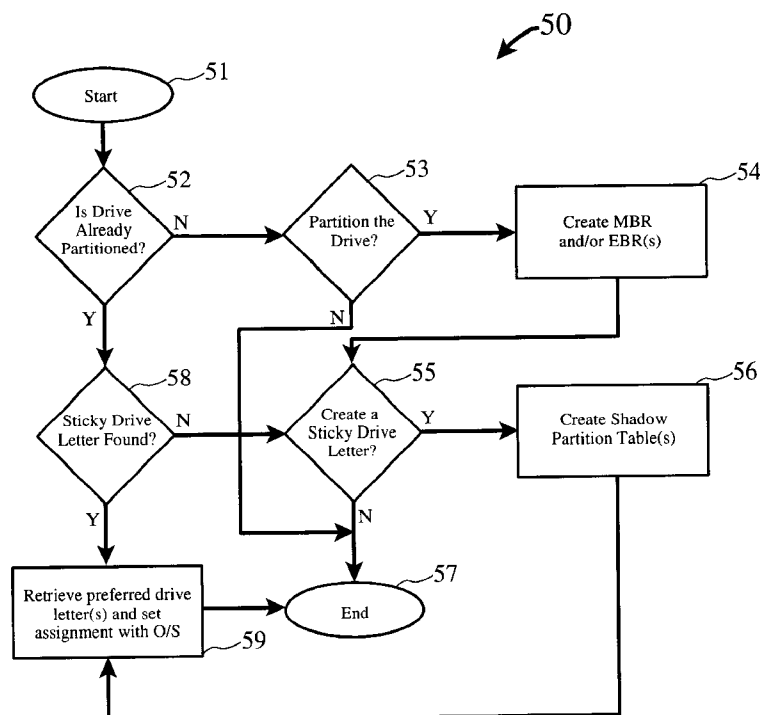 50
51
Start
52
Is Drive
Already
Partitioned?
N
Y
53
Partition the
Drive?
Y
N
54
Create MBR
and/or EBR(s)
58
Sticky Drive
Letter Found?
N
Y
55
Create a
Sticky Drive
Letter?
Y
N
56
Create Shadow
Partition Table(s)
Retrieve preferred drive
letter(s) and set
assignment with O/S
59
57
End